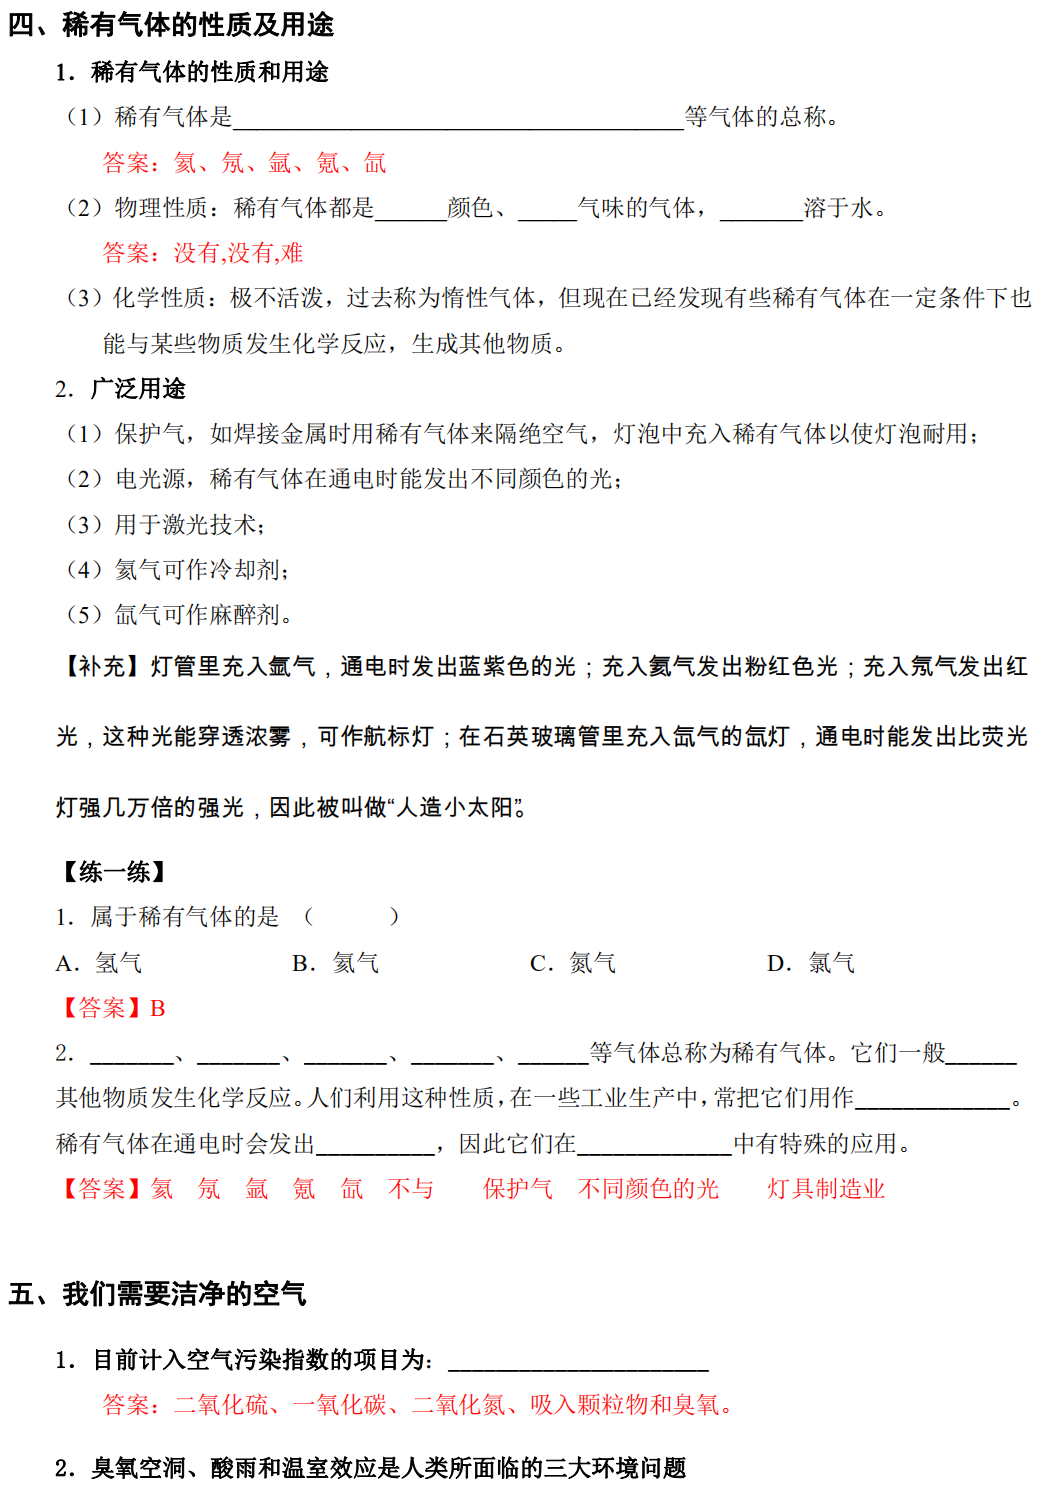 四、稀有气体的性质及用途
1．稀有气体的性质和用途
（1）稀有气体是______________________________________等气体的总称。
答案：氦、氖、氩、氪、氙
（2）物理性质：稀有气体都是______颜色、_____气味的气体，_______溶于水。
答案：没有,没有,难
（3）化学性质：极不活泼，过去称为惰性气体，但现在已经发现有些稀有气体在一定条件下也
能与某些物质发生化学反应，生成其他物质。
2．广泛用途
（1）保护气，如焊接金属时用稀有气体来隔绝空气，灯泡中充入稀有气体以使灯泡耐用；
（2）电光源，稀有气体在通电时能发出不同颜色的光；
（3）用于激光技术；
（4）氦气可作冷却剂；
（5）氙气可作麻醉剂。
【补充】灯管里充入氩气，通电时发出蓝紫色的光；充入氦气发出粉红色光；充入氖气发出红
光，这种光能穿透浓雾，可作航标灯；在石英玻璃管里充入氙气的氙灯，通电时能发出比荧光
灯强几万倍的强光，因此被叫做“人造小太阳”。
【练一练】
1．属于稀有气体的是 （　　　）
A．氢气 B．氦气 C．氮气 D．氯气
【答案】B
2．_______、_______、_______、_______、______等气体总称为稀有气体。它们一般______
其他物质发生化学反应。人们利用这种性质，在一些工业生产中，常把它们用作_____________。
稀有气体在通电时会发出__________，因此它们在_____________中有特殊的应用。
【答案】氦 氖 氩 氪 氙 不与 保护气 不同颜色的光 灯具制造业
五、我们需要洁净的空气
1．目前计入空气污染指数的项目为：______________________
答案：二氧化硫、一氧化碳、二氧化氮、吸入颗粒物和臭氧。
2．臭氧空洞、酸雨和温室效应是人类所面临的三大环境问题